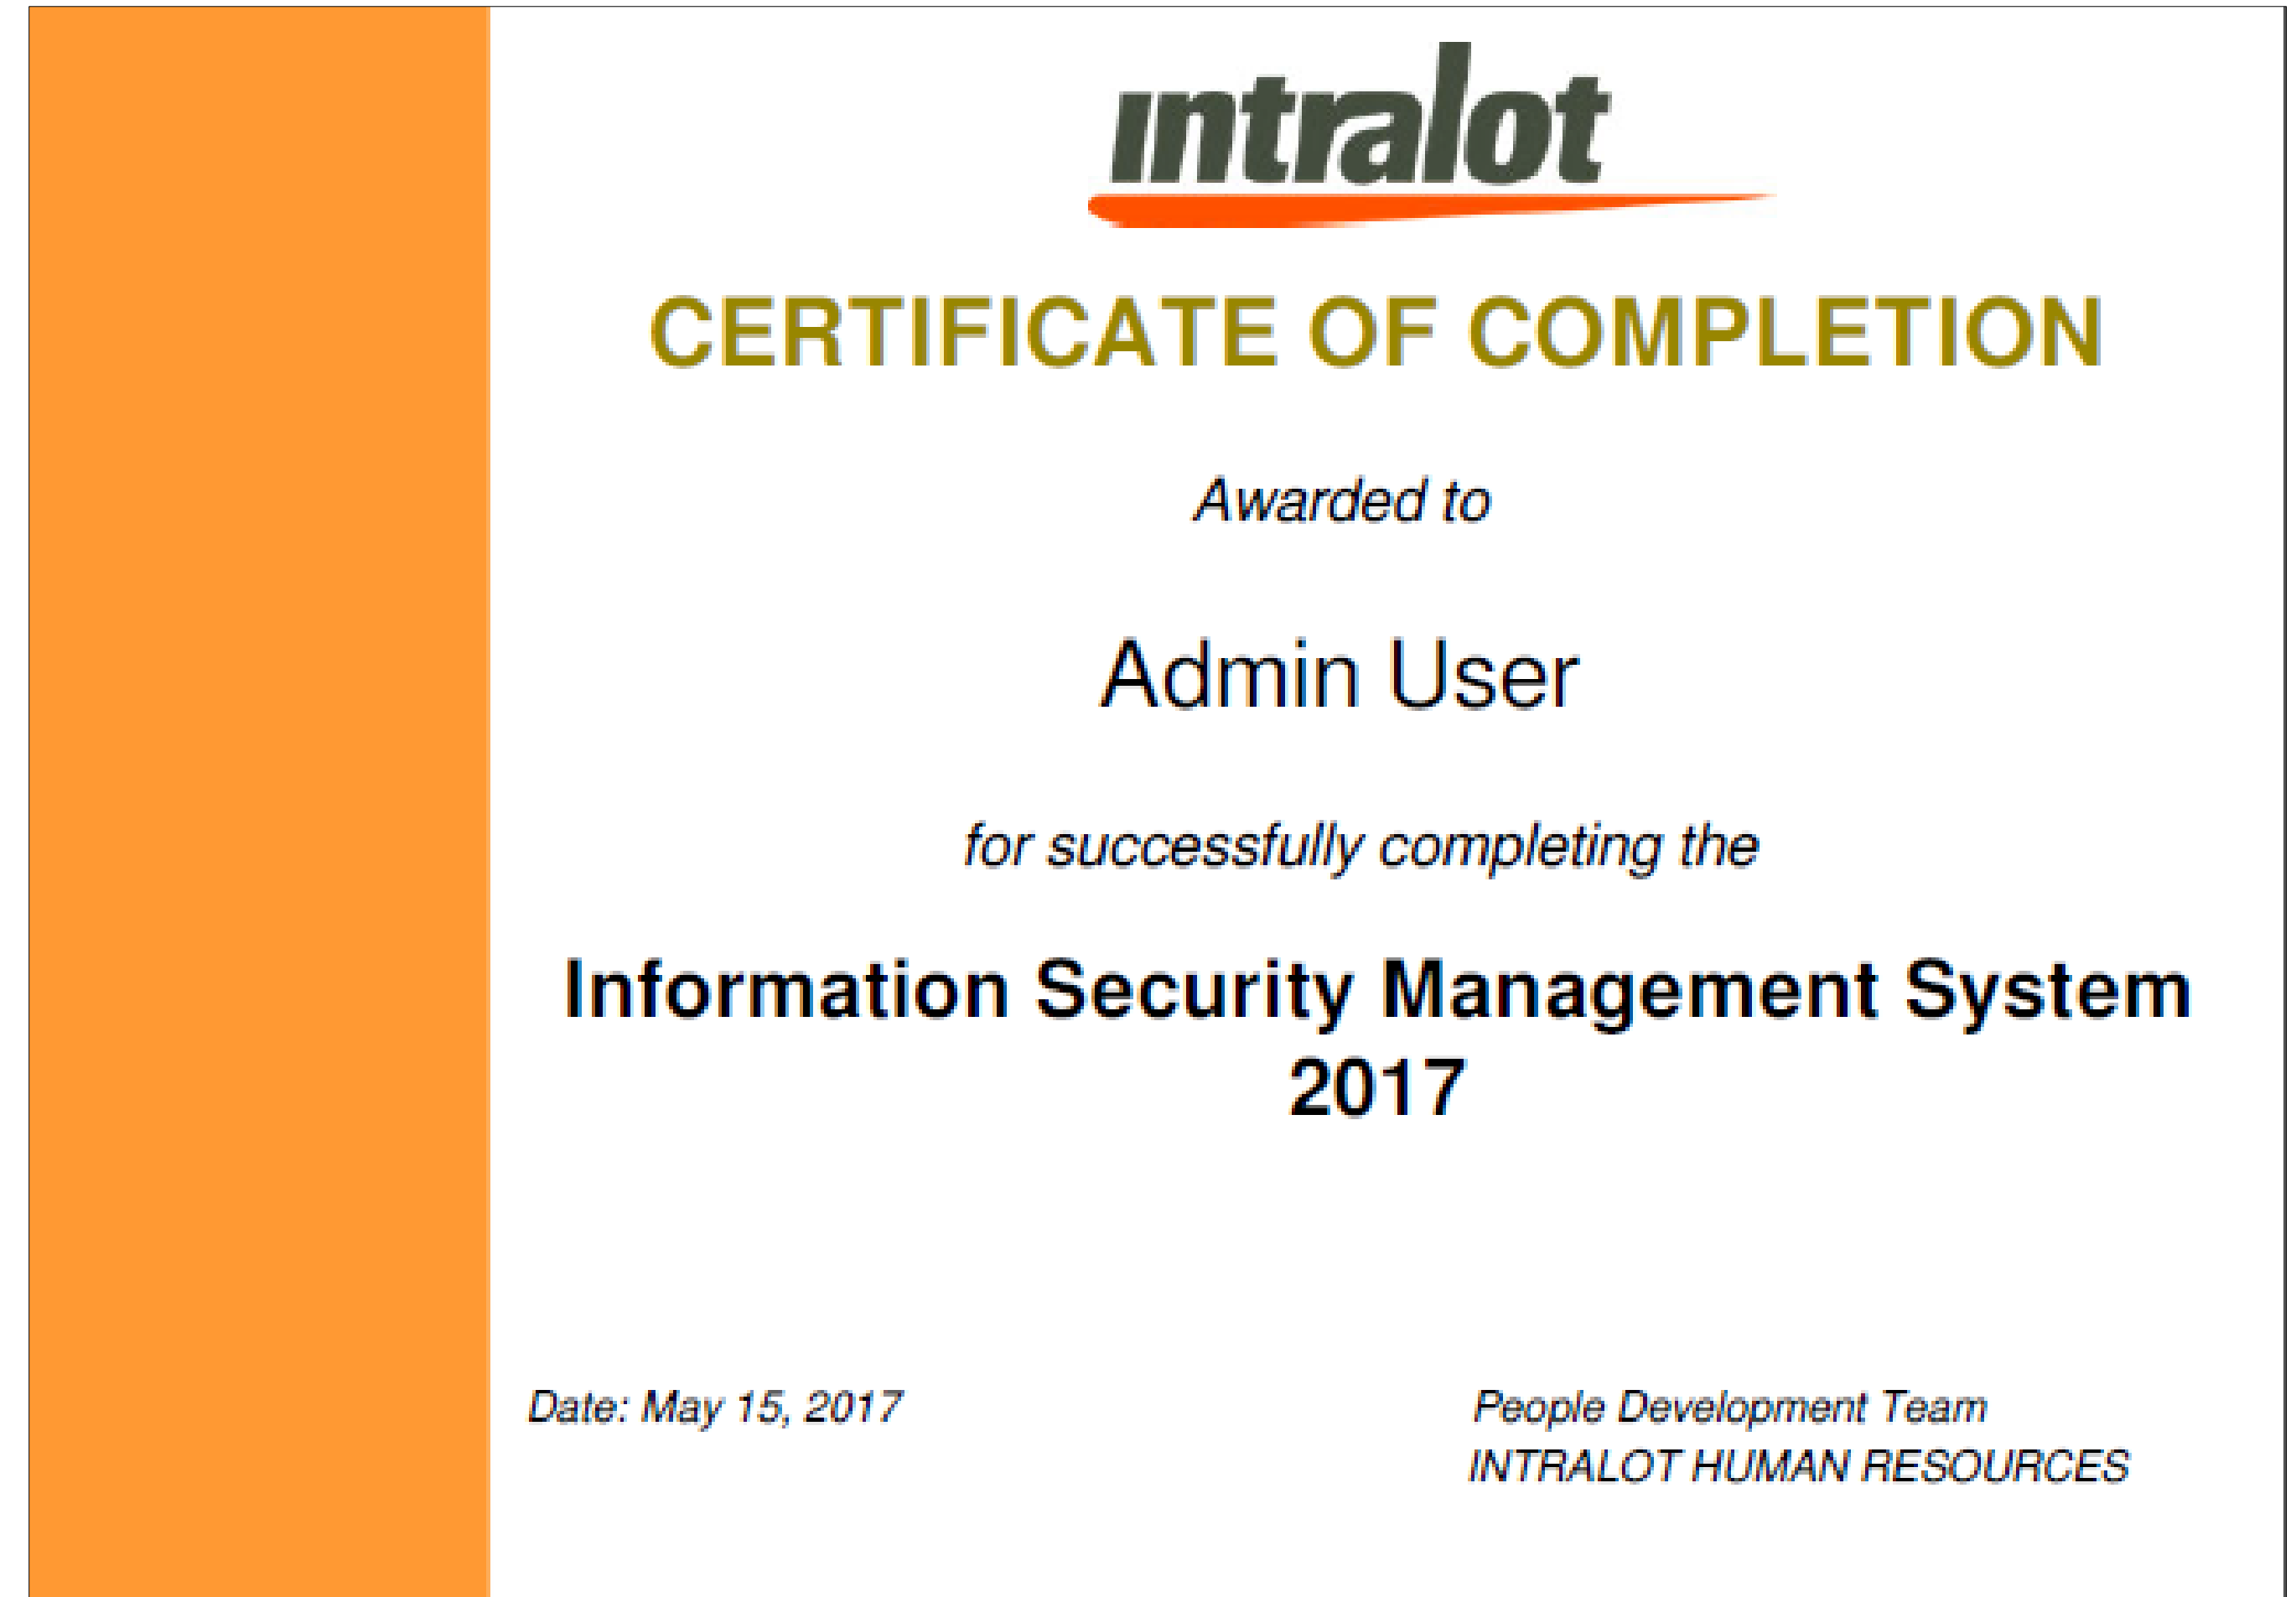 intralot
CERTIFICATE OF COMPLETION
Awarded to
Admin User
for successfully completing the
Information Security Management System
2017
Date: May 15, 2017
People Development Team
INTRALOT HUMAN RESOURCES